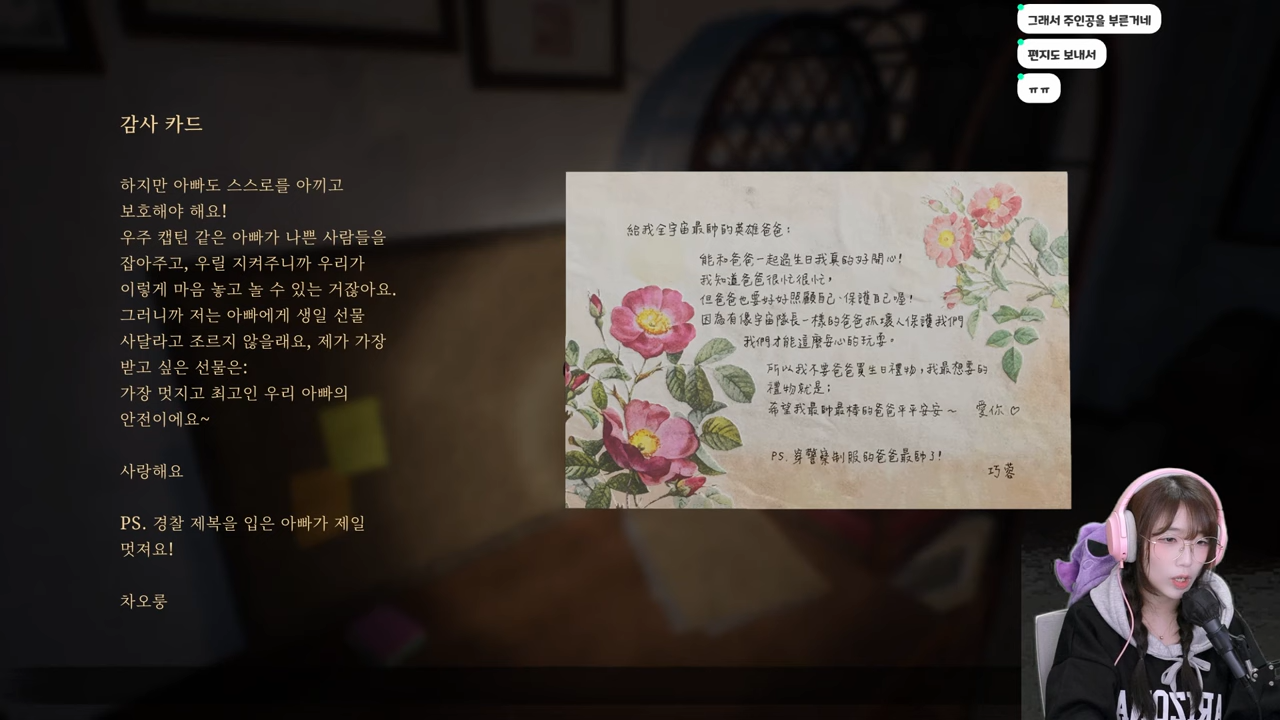 그래서 주인공을 부른거네
편지도 보내서
ㅠㅠ
감사 카드
하지만 아빠도 스스로를 아끼고
보호해야 해요!
우주 캡틴 같은 아빠가 나쁜 사람들을
잡아주고, 우릴 지켜주니까 우리가
이렇게 마음 놓고 놀 수 있는 거잖아요.
그러니까 저는 아빠에게 생일 선물
사달라고 조르지 않을래요, 제가 가장
받고 싶은 선물은:
가장 멋지고 최고인 우리 아빠의
안전이에요~
사랑해요
PS. 경찰 제복을 입은 아빠가 제일
멋져요!
차오룽
給我全宇宙最帥的英雄爸爸：
能和爸爸一起過生日我真的好開心！
我知道爸爸很忙很忙，
但爸爸也要好好照顧自己、保護自己喔！
因為有像宇宙隊長一樣的爸爸抓壞人保護我們
我們才能這麼安心的玩耍。
所以我不要爸爸買生日禮物，我最想要的
禮物就是：
希望我最帥最棒的爸爸平平安安～ 愛你♡
PS. 穿警察制服的爸爸最帥了！
巧蓉
ARIZONA